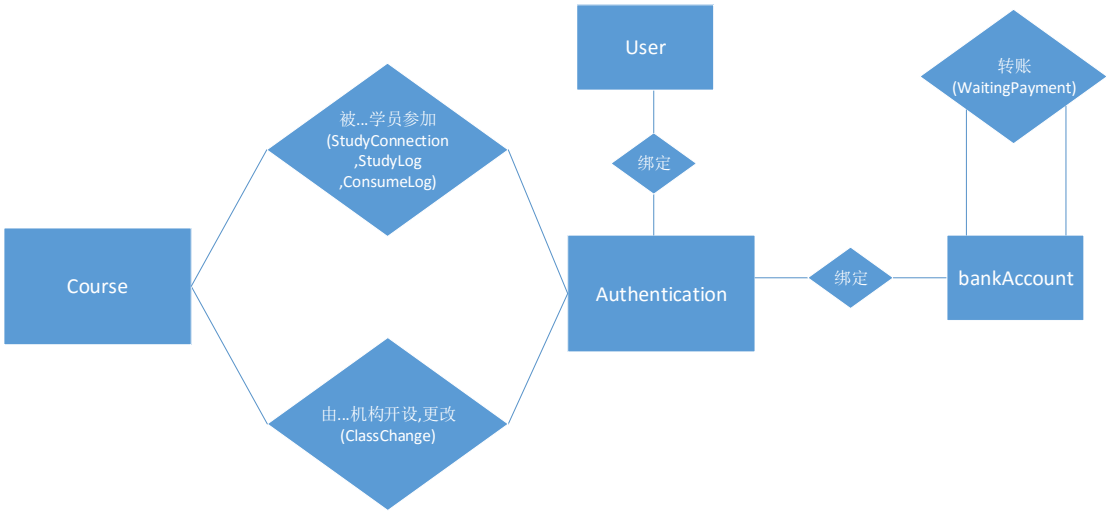 User
转账
(WaitingPayment)
被...学员参加
(StudyConnection
,StudyLog
,ConsumeLog)
绑定
Course
Authentication
绑定
bankAccount
由...机构开设,更改
(ClassChange)